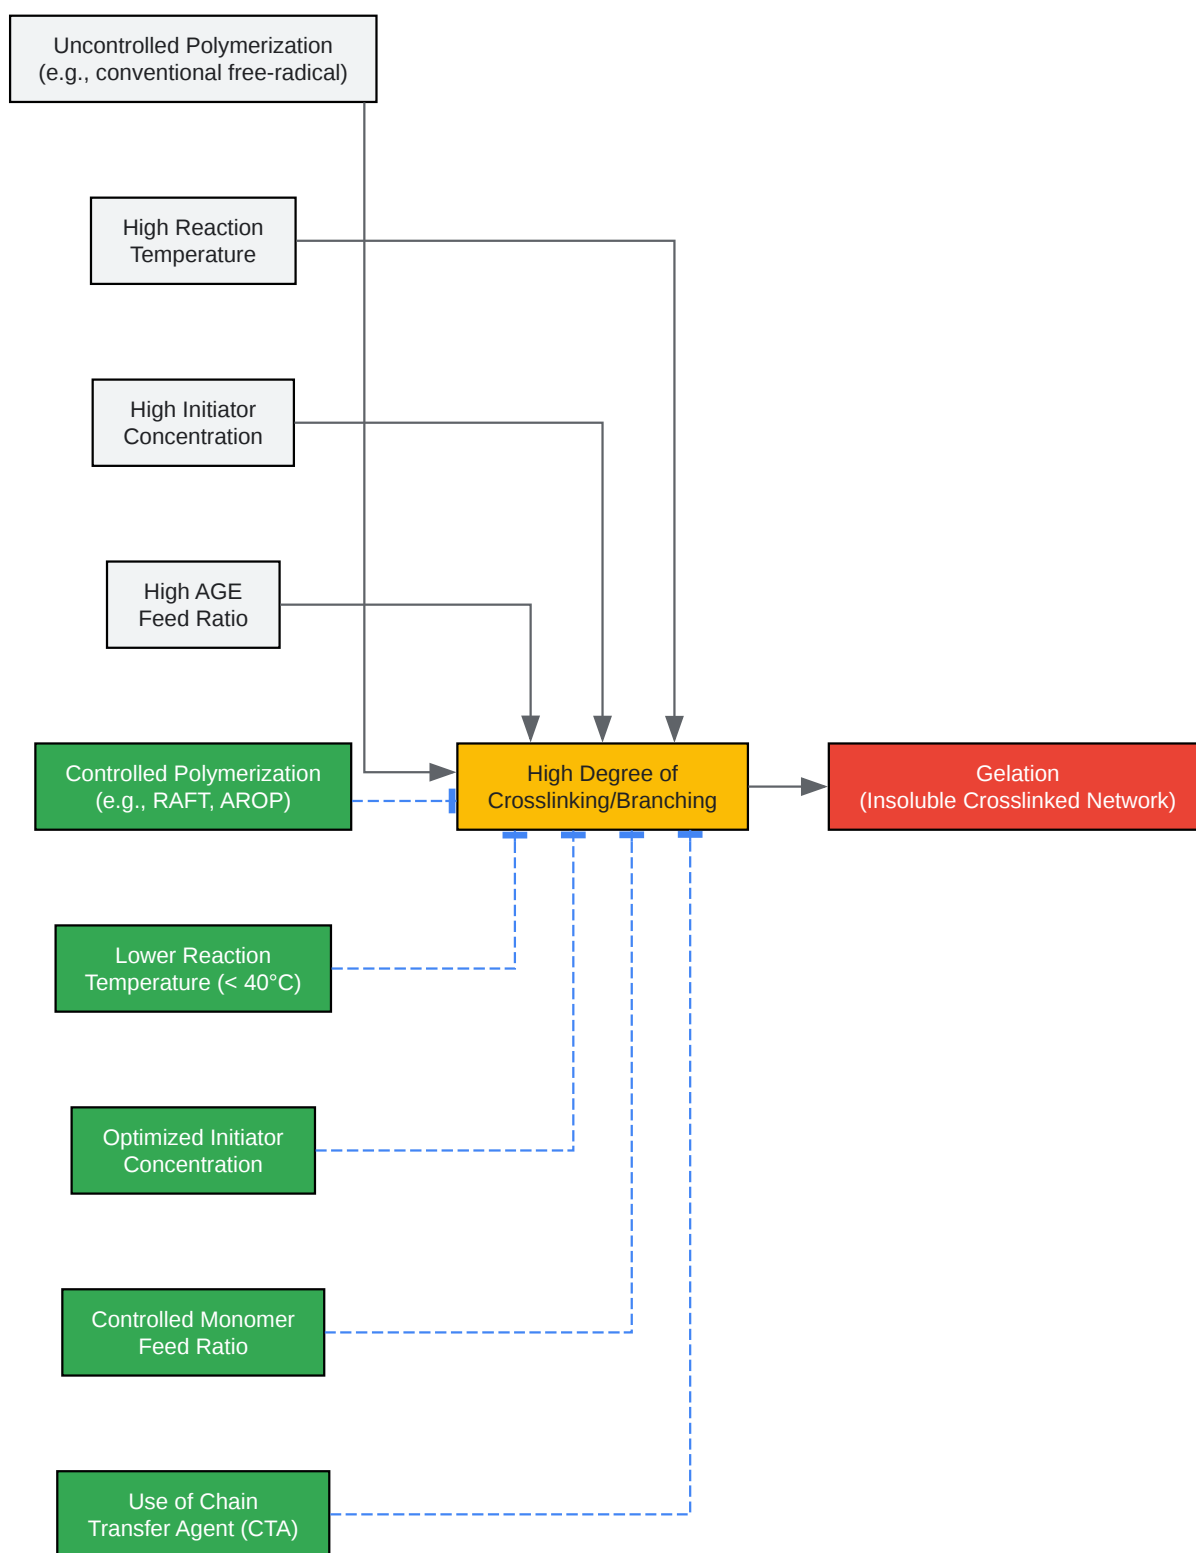 Uncontrolled Polymerization
(e.g., conventional free-radical)
High Reaction
Temperature
High Initiator
Concentration
High AGE
Feed Ratio
Controlled Polymerization
(e.g., RAFT, AROP)
High Degree of
Crosslinking/Branching
Gelation
(Insoluble Crosslinked Network)
Lower Reaction
Temperature (< 40°C)
Optimized Initiator
Concentration
Controlled Monomer
Feed Ratio
Use of Chain
Transfer Agent (CTA)